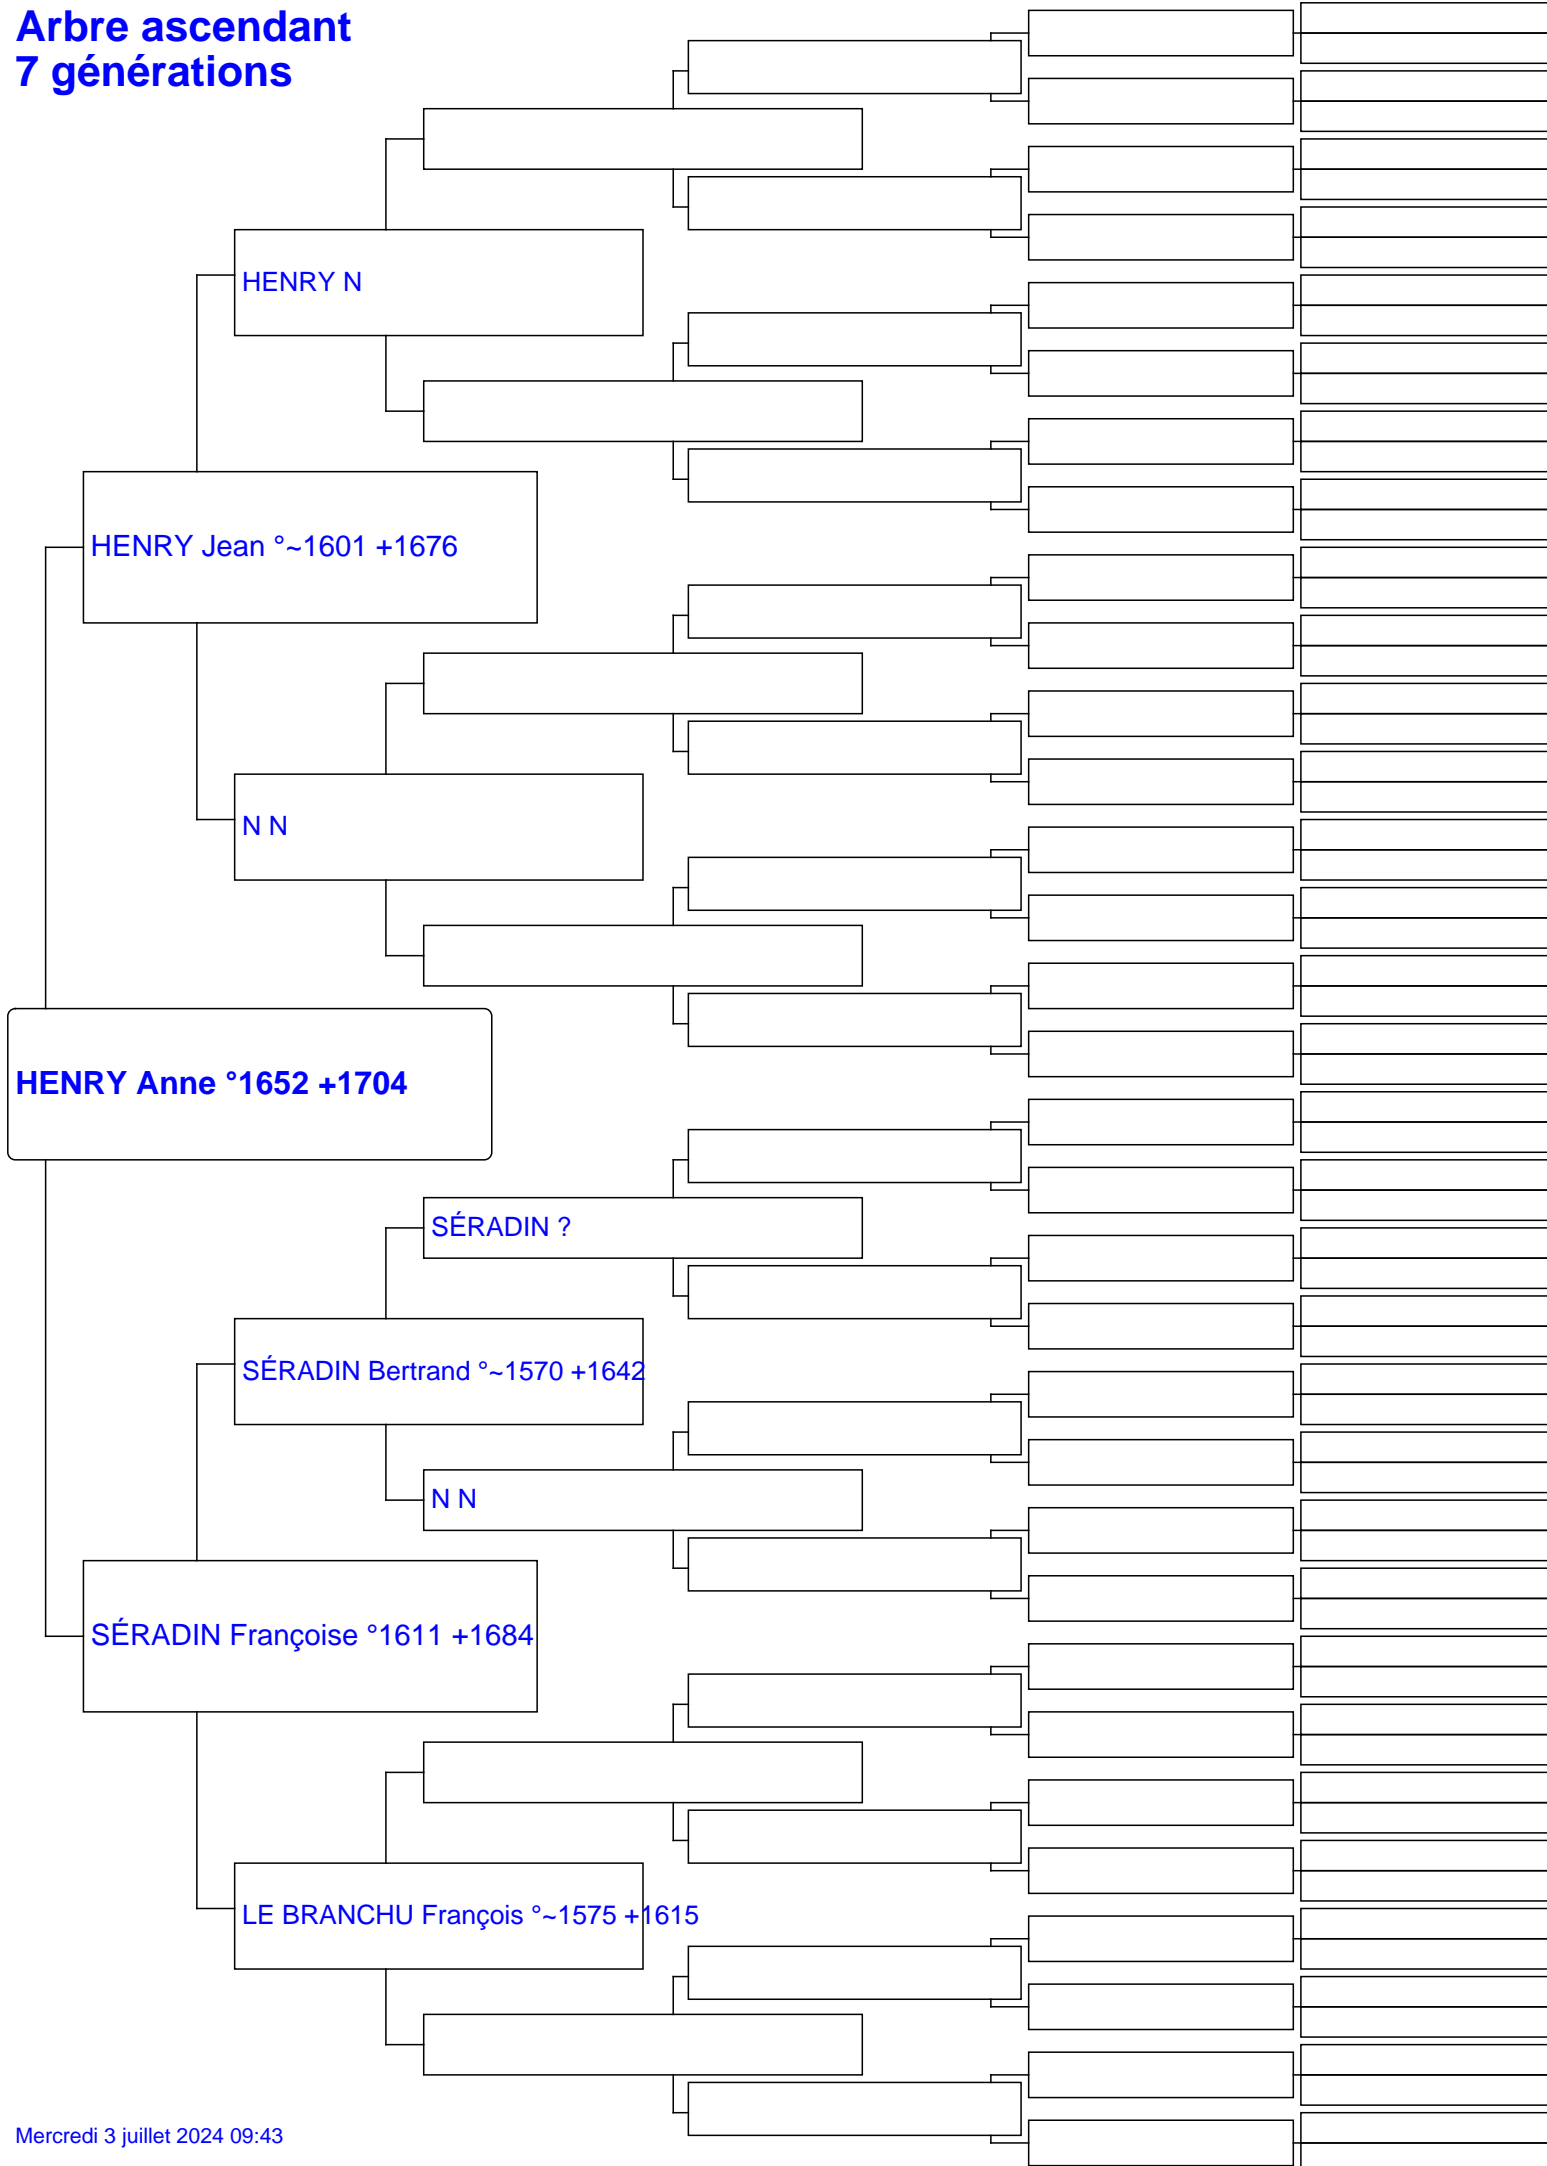 Arbre ascendant
7 générations
HENRY N
HENRY Jean °~1601 +1676
N N
HENRY Anne °1652 +1704
SÉRADIN ?
SÉRADIN Bertrand °~1570 +1642
N N
SÉRADIN Françoise °1611 +1684
LE BRANCHU François °~1575 +1615
Mercredi 3 juillet 2024 09:43